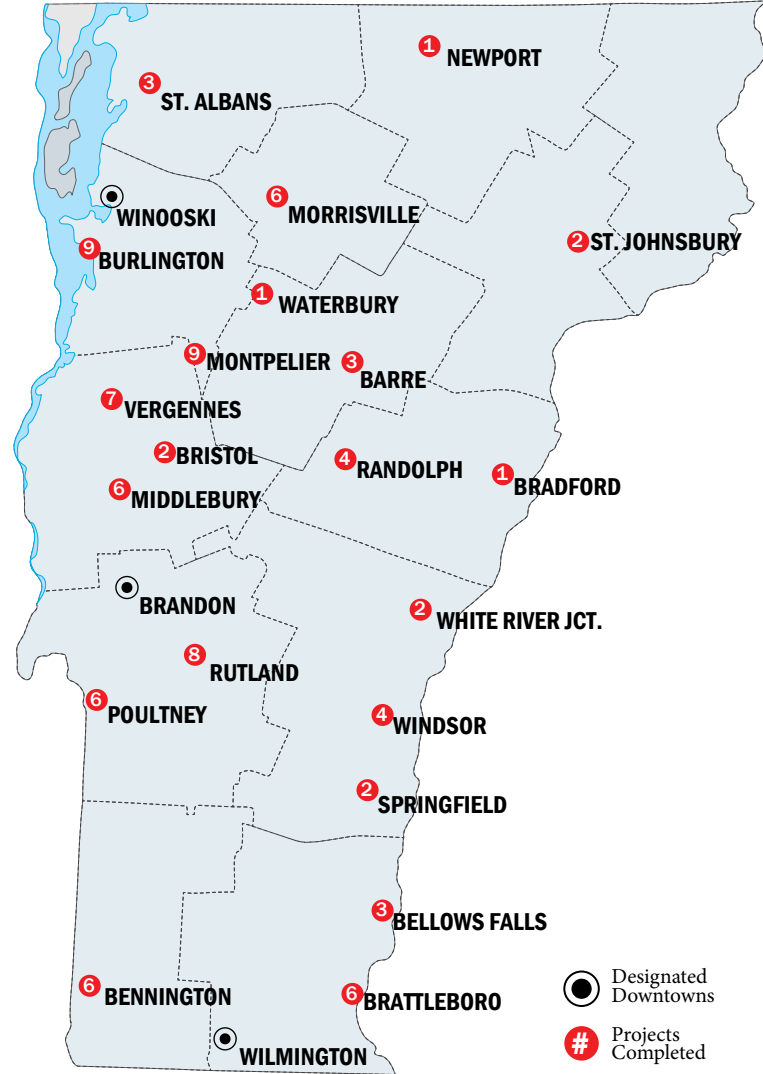 1
NEWPORT
3
ST. ALBANS
WINOOSKI
6
MORRISVILLE
2
ST. JOHNSBURY
9
BURLINGTON
1
WATERBURY
9
MONTPELIER
3
BARRE
7
VERGENNES
2
BRISTOL
4
RANDOLPH
1
BRADFORD
6
MIDDLEBURY
BRANDON
2
WHITE RIVER JCT.
8
RUTLAND
6
POULTNEY
4
WINDSOR
2
SPRINGFIELD
3
BELLOWS FALLS
6
BENNINGTON
6
BRATTLEBORO
WILMINGTON
Designated
Downtowns
#
Projects
Completed